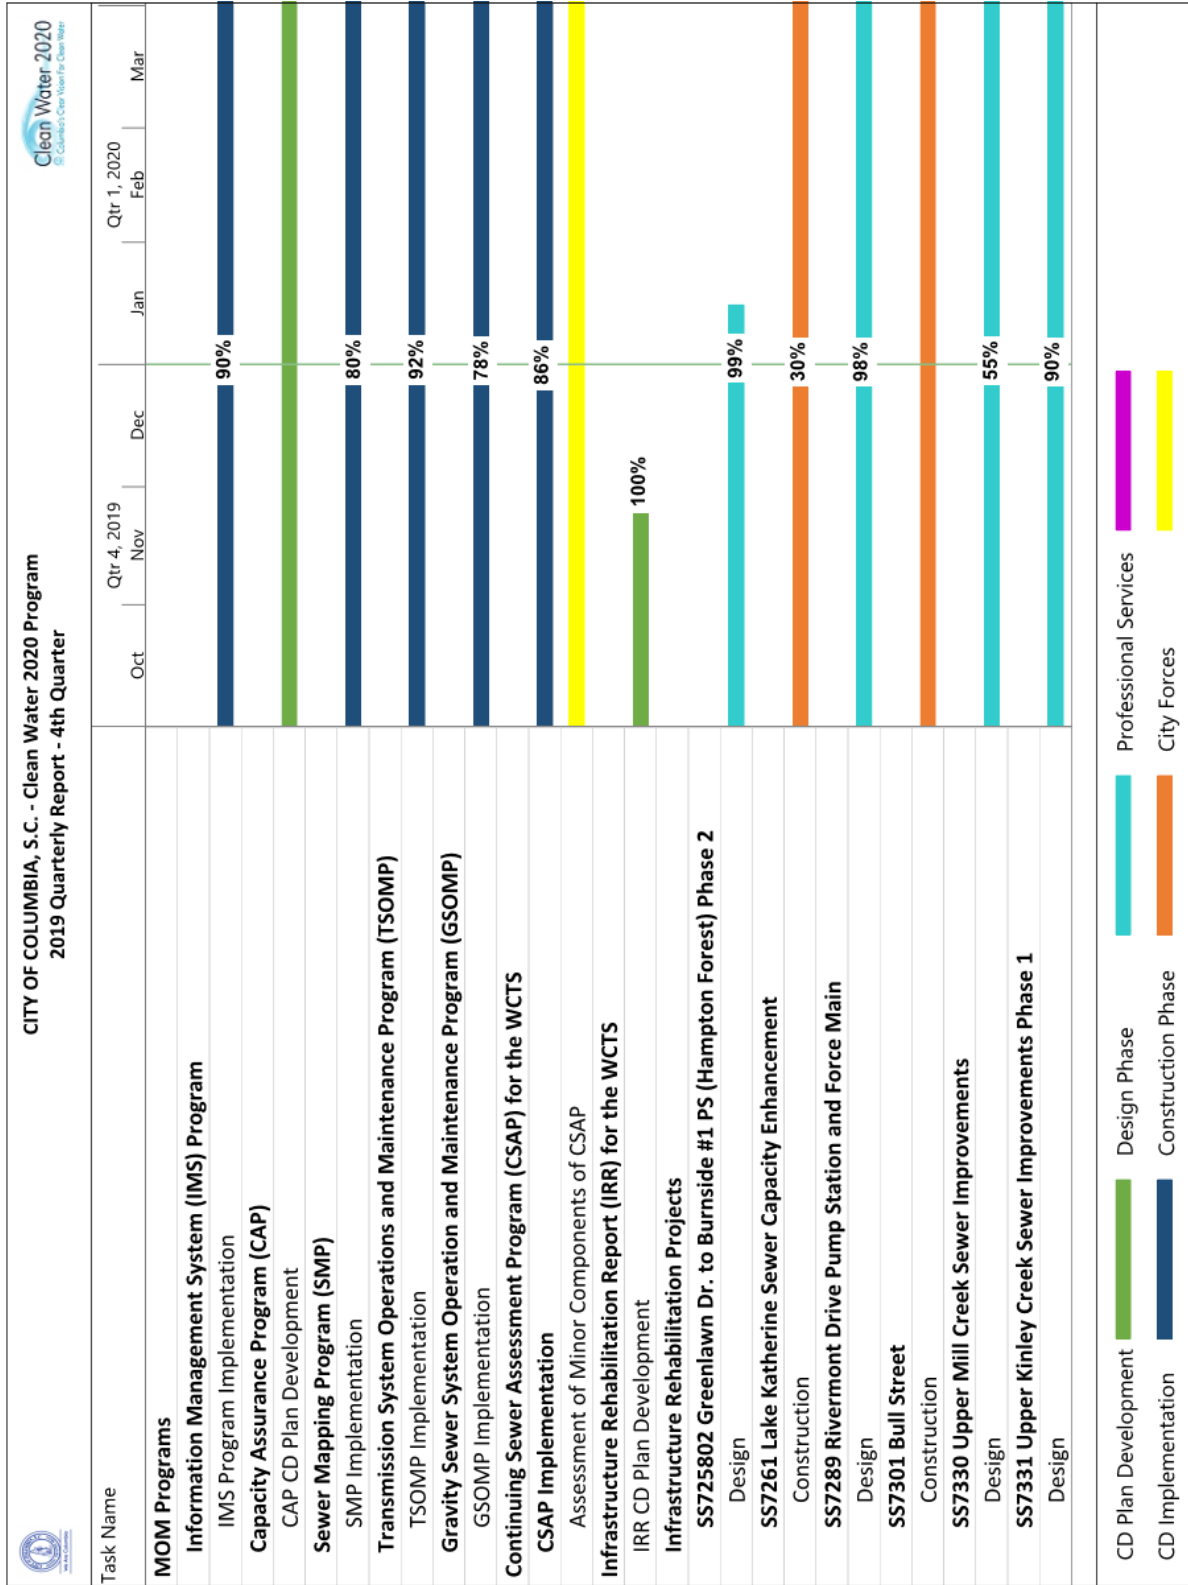 CITY OF COLUMBIA, S.C. - Clean Water 2020 Program
2019 Quarterly Report - 4th Quarter
We Are Columbia
Clean Water 2020
Columbia's Clear Vision For Clean Water
Task Name
Qtr 4, 2019
Qtr 1, 2020
Oct Nov Dec Jan Feb Mar
MOM Programs
Information Management System (IMS) Program
IMS Program Implementation 90%
Capacity Assurance Program (CAP)
CAP CD Plan Development
Sewer Mapping Program (SMP)
SMP Implementation 80%
Transmission System Operations and Maintenance Program (TSOMP)
TSOMP Implementation 92%
Gravity Sewer System Operation and Maintenance Program (GSOMP)
GSOMP Implementation 78%
Continuing Sewer Assessment Program (CSAP) for the WCTS
CSAP Implementation 86%
Assessment of Minor Components of CSAP
Infrastructure Rehabilitation Report (IRR) for the WCTS
IRR CD Plan Development 100%
Infrastructure Rehabilitation Projects
SS725802 Greenlawn Dr. to Burnside #1 PS (Hampton Forest) Phase 2
Design 99%
SS7261 Lake Katherine Sewer Capacity Enhancement
Construction 30%
SS7289 Rivermont Drive Pump Station and Force Main
Design 98%
SS7301 Bull Street
Construction
SS7330 Upper Mill Creek Sewer Improvements
Design 55%
SS7331 Upper Kinley Creek Sewer Improvements Phase 1
Design 90%
CD Plan Development Design Phase Professional Services
CD Implementation Construction Phase City Forces